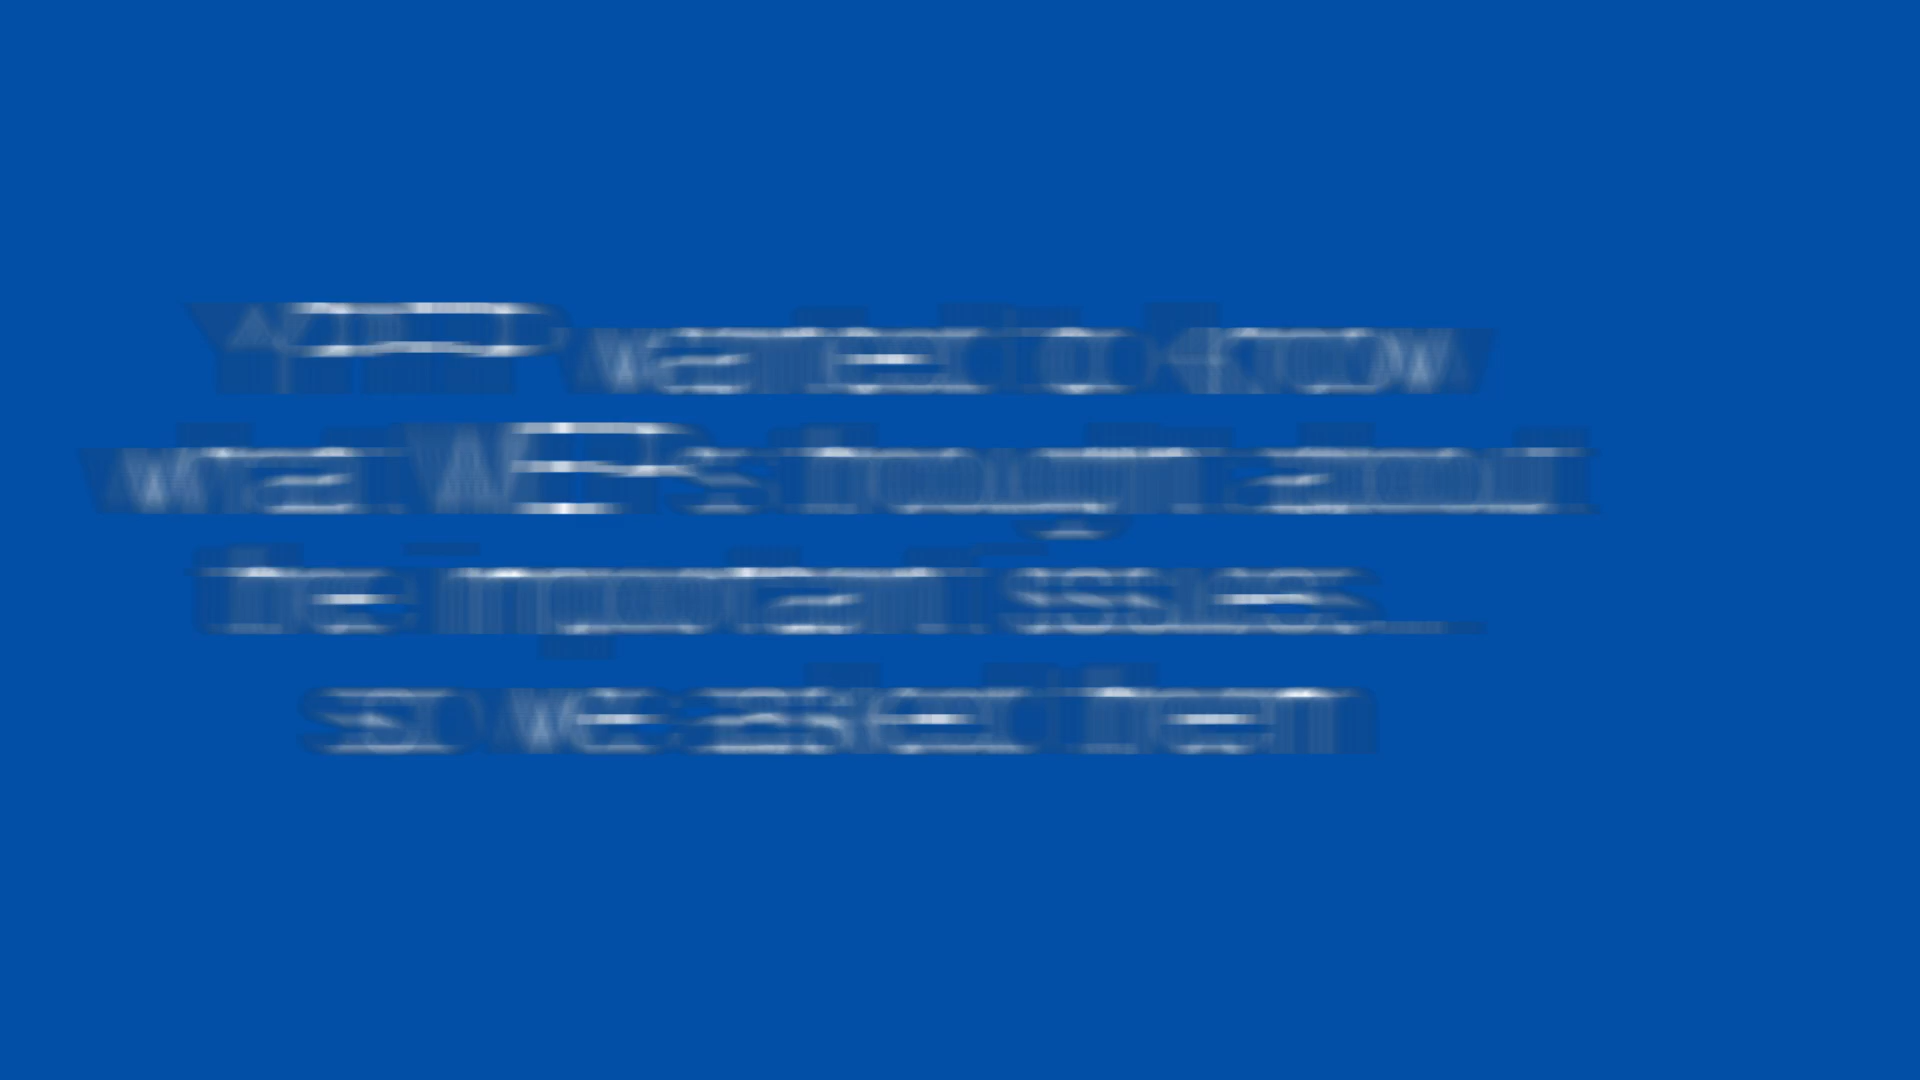 wanted to know
what thought about
the important issues...
so we asked them